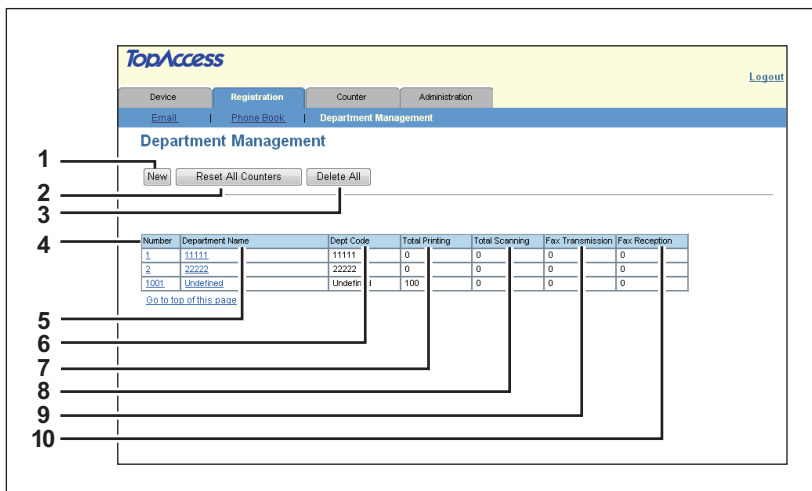 TopAccess
Logout
Device Registration Counter Administration
Email | Phone Book | Department Management
Department Management
1
New Reset All Counters Delete All
2
3
4
Number Department Name Dept Code Total Printing Total Scanning Fax Transmission Fax Reception
1 11111 11111 0 0 0 0
2 22222 22222 0 0 0 0
1001 Undefined Undefined 100 0 0 0
Go to top of this page
5
6
7
8
9
10